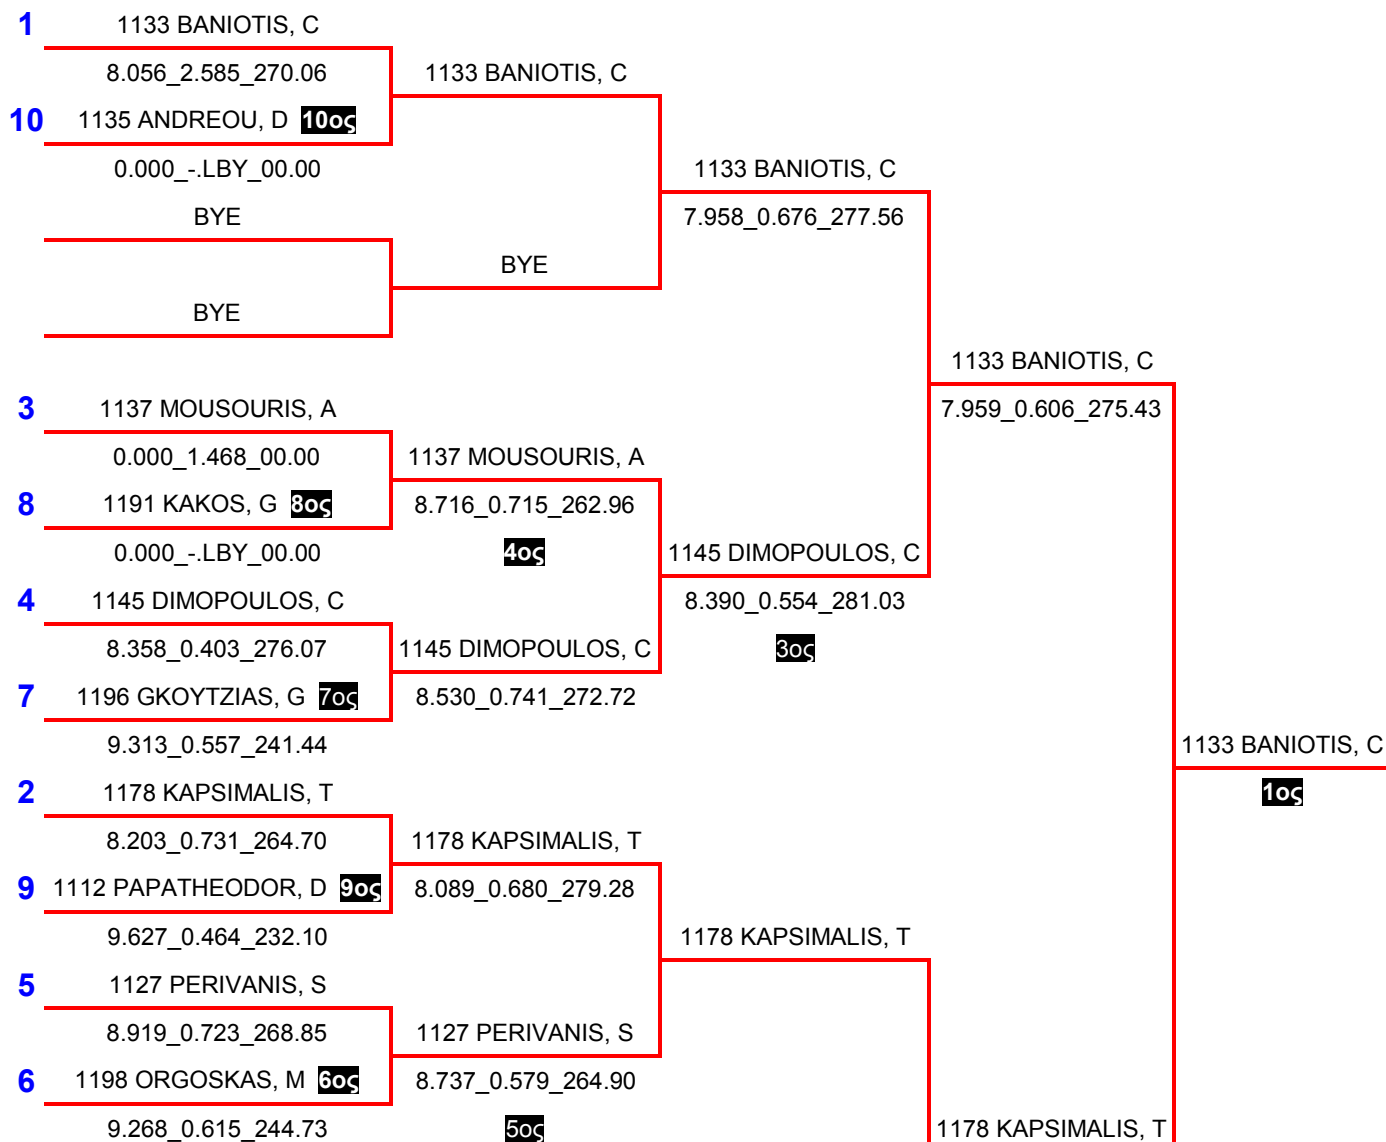 1 1133 BANIOTIS, C
8.056_2.585_270.06
1133 BANIOTIS, C
10 1135 ANDREOU, D 10ος
0.000_-.LBY_00.00
1133 BANIOTIS, C
BYE
7.958_0.676_277.56
BYE
BYE
1133 BANIOTIS, C
3 1137 MOUSOURIS, A
7.959_0.606_275.43
0.000_1.468_00.00
1137 MOUSOURIS, A
8 1191 KAKOS, G 8ος
8.716_0.715_262.96
0.000_-.LBY_00.00
4ος
1145 DIMOPOULOS, C
4 1145 DIMOPOULOS, C
8.390_0.554_281.03
8.358_0.403_276.07
1145 DIMOPOULOS, C
3ος
7 1196 GKOYTZIAS, G 7ος
8.530_0.741_272.72
9.313_0.557_241.44
1133 BANIOTIS, C
2 1178 KAPSIMALIS, T
1ος
8.203_0.731_264.70
1178 KAPSIMALIS, T
9 1112 PAPATHEODOR, D 9ος
8.089_0.680_279.28
9.627_0.464_232.10
1178 KAPSIMALIS, T
5 1127 PERIVANIS, S
8.919_0.723_268.85
1127 PERIVANIS, S
6 1198 ORGOSKAS, M 6ος
8.737_0.579_264.90
9.268_0.615_244.73
5ος
1178 KAPSIMALIS, T